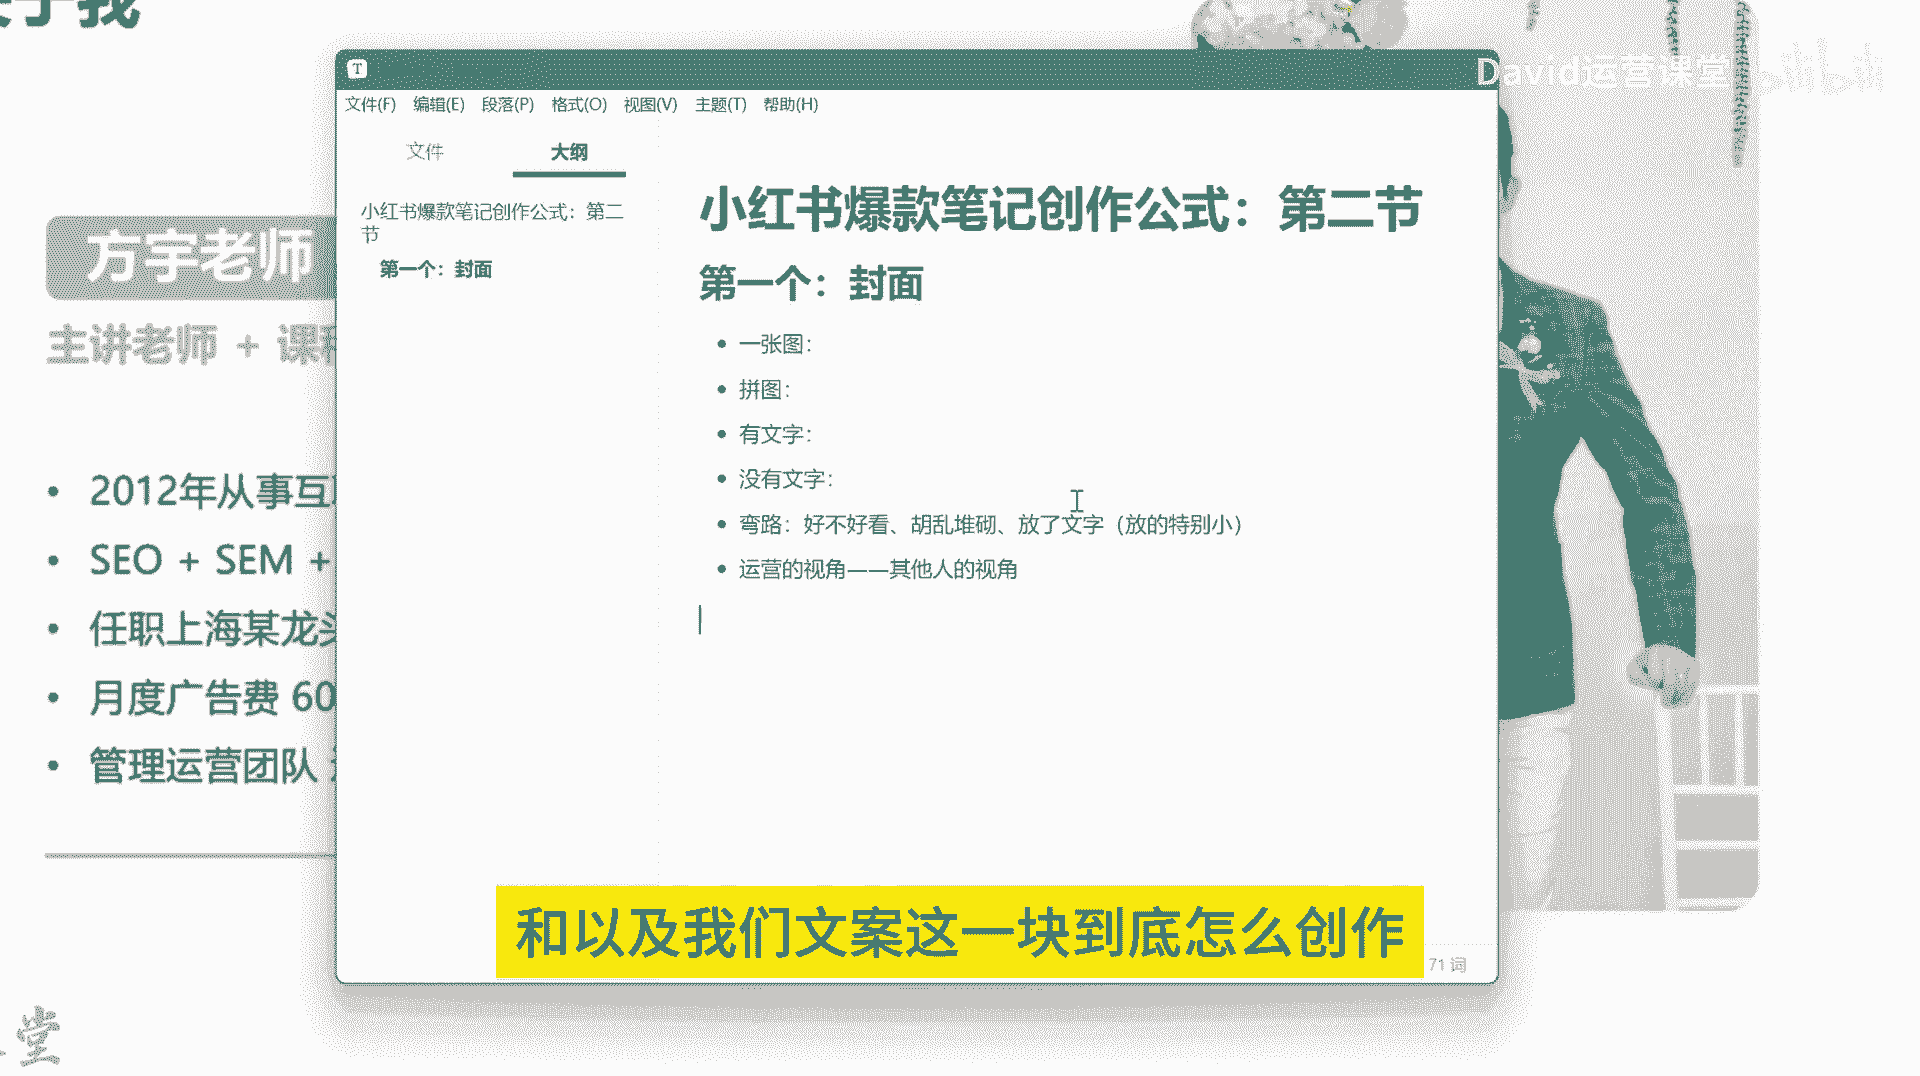 于我
David运营课堂
bilibili
T
文件(F) 编辑(E) 段落(P) 格式(O) 视图(V) 主题(T) 帮助(H)
文件 大纲
小红书爆款笔记创作公式：第二
节
第一个：封面
小红书爆款笔记创作公式：第二节
第一个：封面
一张图：
拼图：
有文字：
没有文字：
弯路：好不好看、胡乱堆砌、放了文字（放的特别小）
运营的视角——其他人的视角
71 词
方宇老师
主讲老师 + 课
2012年从事互
SEO + SEM +
任职上海某龙
月度广告费 60
管理运营团队
堂
和以及我们文案这一块到底怎么创作